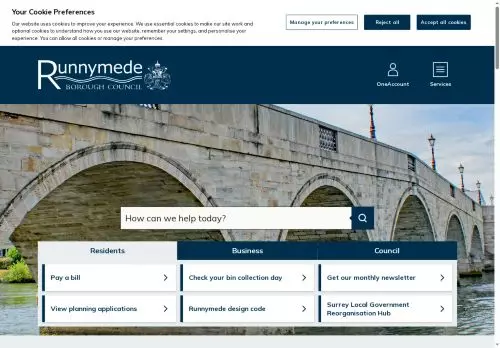 Your Cookie Preferences
Our website uses cookies to improve your experience. We use essential cookies to make our site work and
optional cookies to understand how you use our website, remember your settings, and personalise your
experience. You can allow all cookies or manage your preferences.
Manage your preferences
Reject all
Accept all cookies
Runnymede
BOROUGH COUNCIL
OneAccount
Services
How can we help today?
Residents
Business
Council
Pay a bill
Check your bin collection day
Get our monthly newsletter
View planning applications
Runnymede design code
Surrey Local Government
Reorganisation Hub